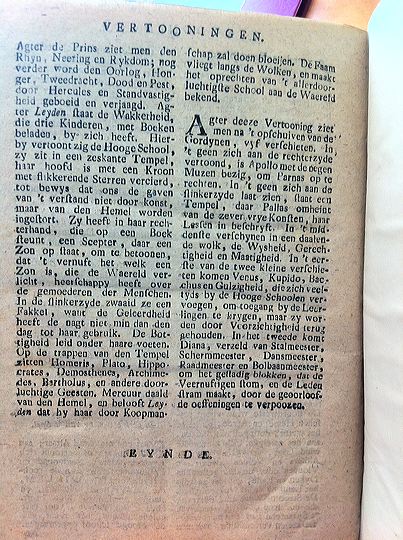 VERTOONINGEN.
Agter de Prins ziet men den
Rhyn, Neering en Rykdom; nog
verder word den Oorlog, Hon-
ger, Tweedracht, Dood en Pest,
door Hercules en Standvastig-
heid geboeid en verjaagd. Ag-
ter Leyden staat de Wakkerheid,
die drie Kinderen, met Boeken
beladen, by zich heeft. Hier-
by vertoont zig de Hooge School,
zy zit in een zeskante Tempel,
haar hoofd is met een Kroon
met flikkerende Sterren verciert,
tot bewys dat ons de gaven
van 't verstand niet door konst,
maar van den Hemel worden
ingestort. Zy heeft in haar rech-
terhand, die op een Boek
steunt, een Scepter, daar een
Zon op staat, om te betoonen,
dat 't vernuft het welk een
Zon is, die de Waereld ver-
licht, heerschappy heeft over
de gemoederen der Menschen.
In de slinkerzyde zwaaid ze een
Fakkel, want de Geleerdheid
heeft de nagt niet min dan den
dag tot haar gebruik. De Bot-
tigheid leid onder haare voeten.
Op de trappen van den Tempel
zitten Homeris, Plato, Hippo-
crates, Demosthenes, Archime-
des, Bartholus, en andere door-
luchtige Geesten. Mercuur daald
van den Hemel, en belooft Ley-
den dat hy haar door Koopman-
schap zal doen bloeijen. De Faam
vliegt langs de Wolken, en maakt
het oprechten van 't allerdoor-
luchtigste School aan de Waereld
bekend.
Agter deeze Vertooning ziet
men na 't opschuiven van de
Gordynen, vyf verschieten. In
't geen zich aan de rechterzyde
vertoond, is Apollo met de negen
Muzen bezig, om Parnas op te
rechten. In 't geen zich aan de
slinkerzyde laat zien, staat een
Tempel, daar Pallas omheint
van de zever vrye Konsten, haar
Lessen in beschryft. In 't mid-
denste verschynen in een daalen-
de wolk, de Wysheid, Gerech-
tigheid en Maatigheid. In 't eer-
ste van de twee kleine verschie-
ten komen Venus, Kupido, Bac-
chus en Gulzigheid, die zich veel
tyds by de Hooge Schoolen ver-
voegen, om toegang by de Leer-
lingen te krygen, maar zy wor-
den door Voorzichtigheid terug
gehouden. In het tweede komt
Diana, verzeld van Stalmeester,
Schermmeester, Dansmeester,
Raadmeester en Bolbaanmeester,
om het gestadig blokken, dat de
Vernuftigen stom, en de Leden
stram maakt, door de geoorloof-
de oeffeningen te verpoozen.
EYNDE.